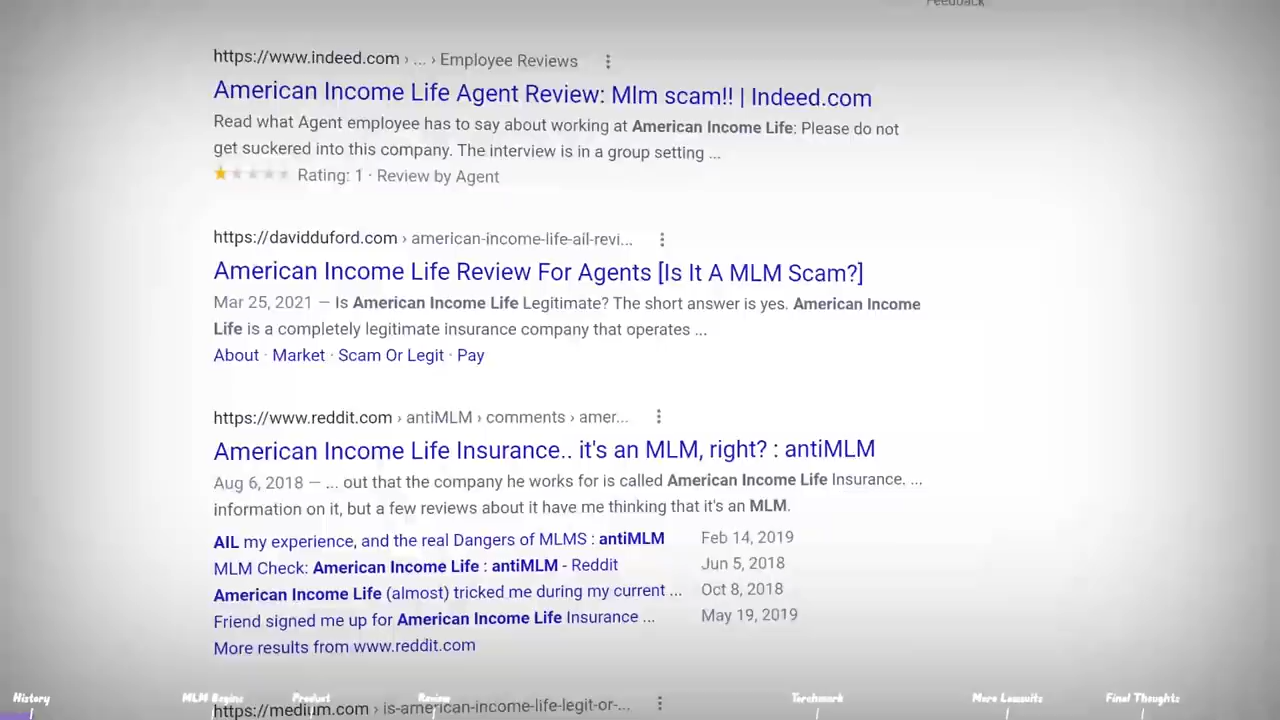 Feedback
https://www.indeed.com › ... › Employee Reviews
American Income Life Agent Review: Mlm scam!! | Indeed.com
Read what Agent employee has to say about working at American Income Life: Please do not
get suckered into this company. The interview is in a group setting ...
Rating: 1 · Review by Agent
https://davidduford.com › american-income-life-ail-revi...
American Income Life Review For Agents [Is It A MLM Scam?]
Mar 25, 2021 — Is American Income Life Legitimate? The short answer is yes. American Income
Life is a completely legitimate insurance company that operates ...
About · Market · Scam Or Legit · Pay
https://www.reddit.com › antiMLM › comments › amer...
American Income Life Insurance.. it's an MLM, right? : antiMLM
Aug 6, 2018 — ... out that the company he works for is called American Income Life Insurance. ...
information on it, but a few reviews about it have me thinking that it's an MLM.
AIL my experience, and the real Dangers of MLMS : antiMLM Feb 14, 2019
MLM Check: American Income Life : antiMLM - Reddit Jun 5, 2018
American Income Life (almost) tricked me during my current ... Oct 8, 2018
Friend signed me up for American Income Life Insurance ... May 19, 2019
More results from www.reddit.com
History MLM Begins Product Review Torchmark More Lawsuits Final Thoughts
https://medium.com › is-american-income-life-legit-or-...